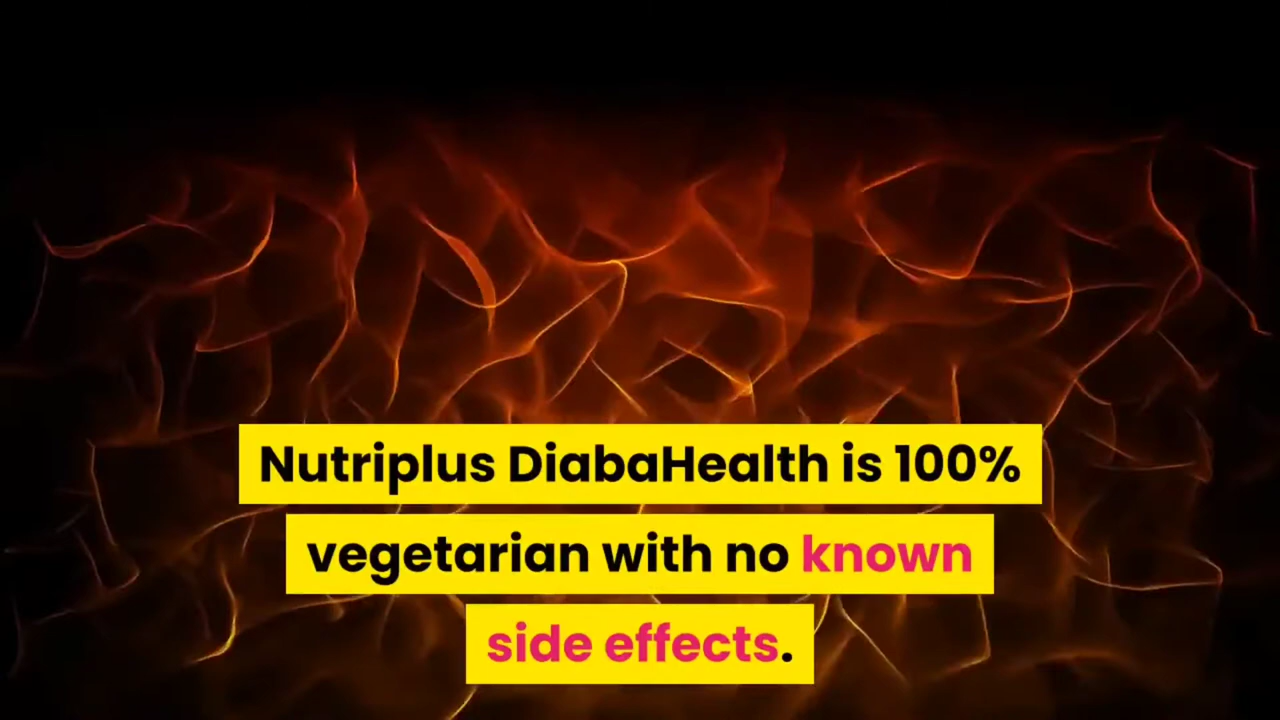 Nutriplus DiabaHealth is 100%
vegetarian with no known
side effects.